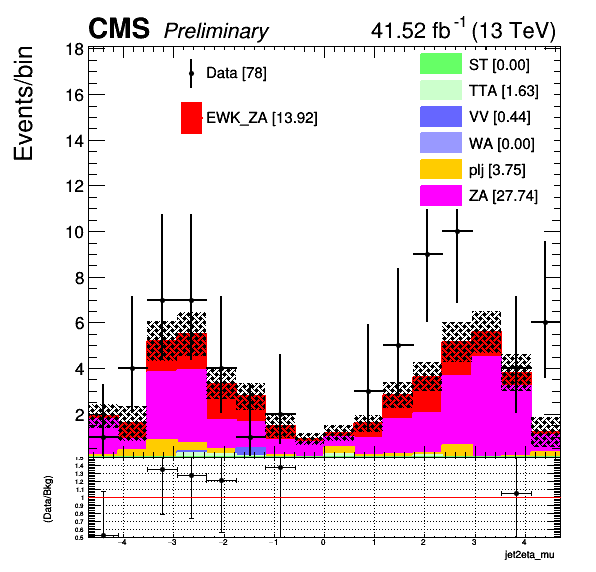 CMS Preliminary 41.52 fb⁻¹ (13 TeV)
Events/bin
18
16
14
12
10
8
6
4
2
Data [78]
EWK_ZA [13.92]
ST [0.00]
TTA [1.63]
VV [0.44]
WA [0.00]
plj [3.75]
ZA [27.74]
(Data/Bkg)
1.5
1.4
1.3
1.2
1.1
1
0.9
0.8
0.7
0.6
0.5
−4 −3 −2 −1 0 1 2 3 4
jet2eta_mu